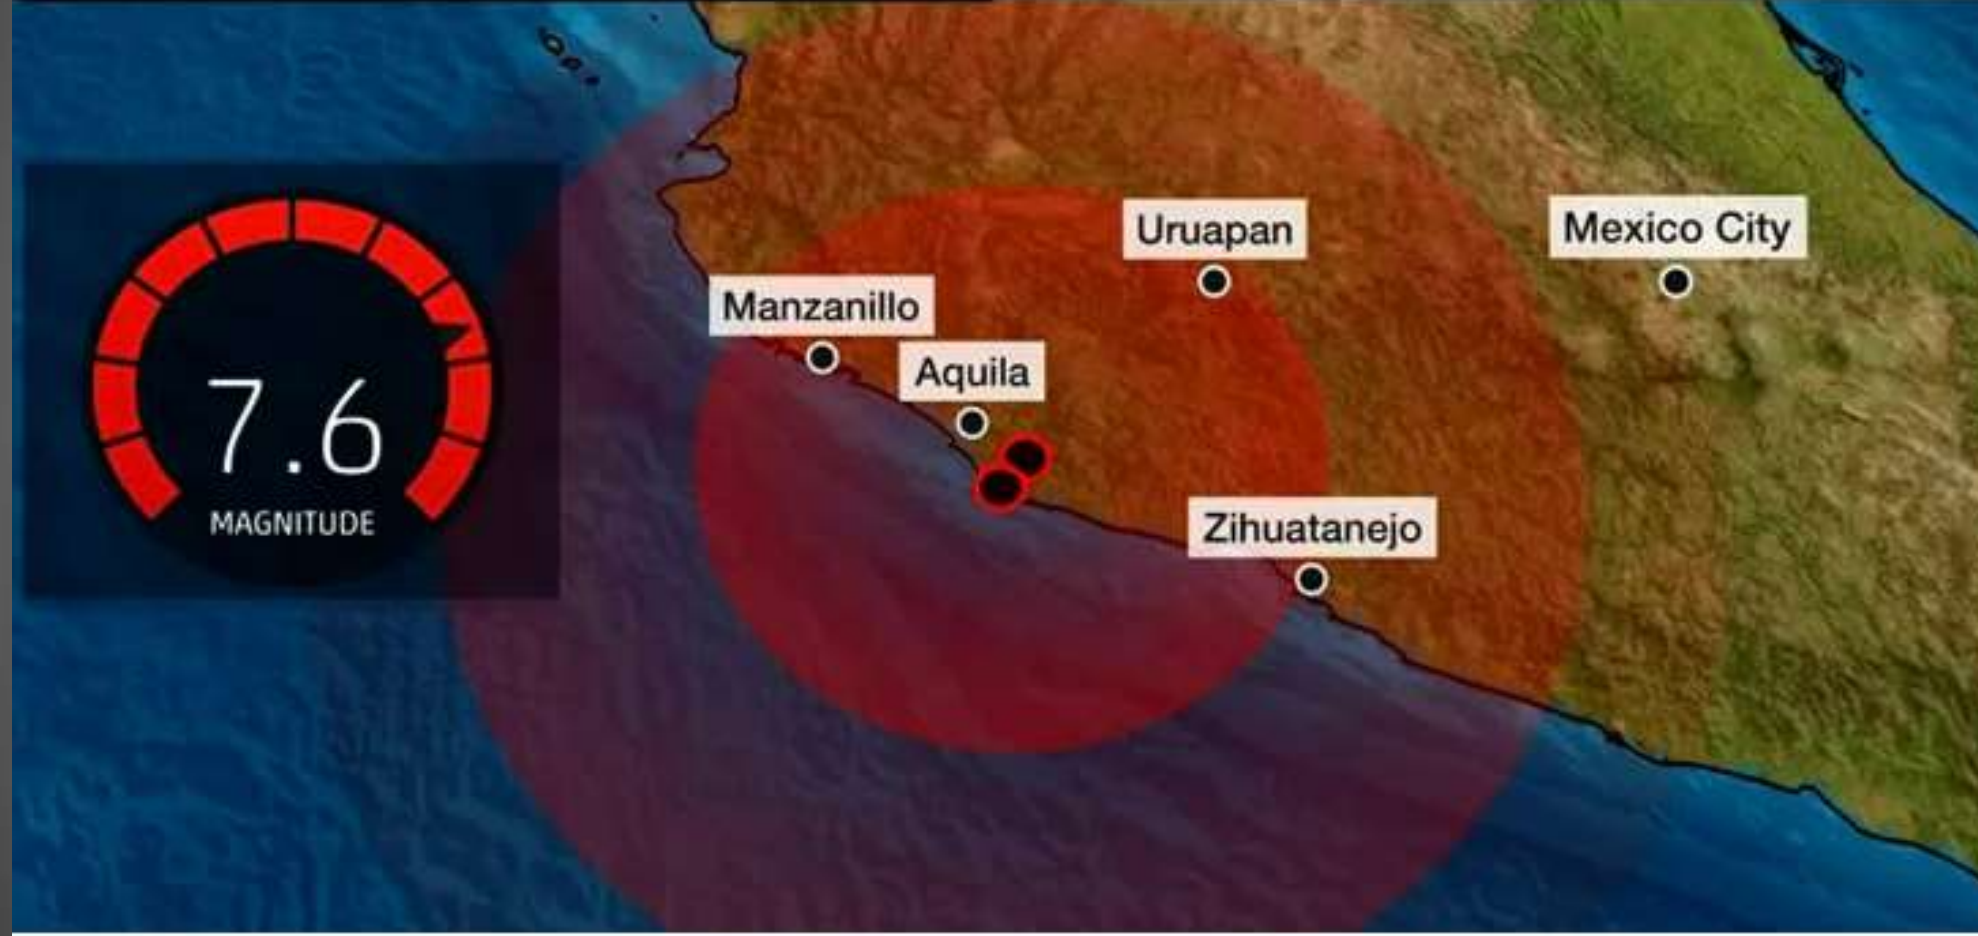 Uruapan
Mexico City
Manzanillo
Aquila
7.6
MAGNITUDE
Zihuatanejo